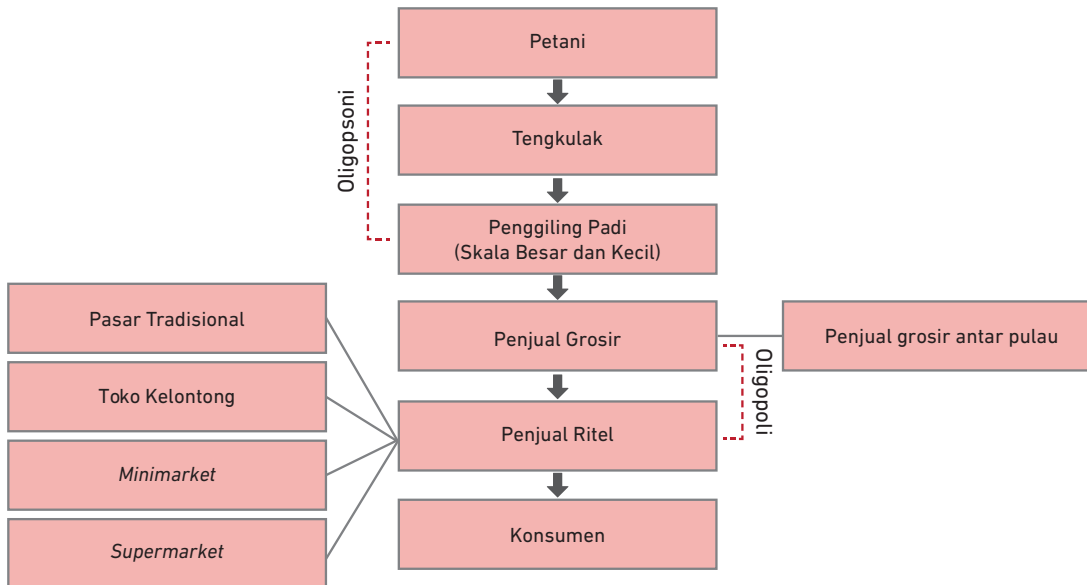 Petani
Oligopsoni
Tengkulak
Penggiling Padi
(Skala Besar dan Kecil)
Pasar Tradisional
Penjual Grosir
Penjual grosir antar pulau
Toko Kelontong
Oligopoli
Penjual Ritel
Minimarket
Konsumen
Supermarket